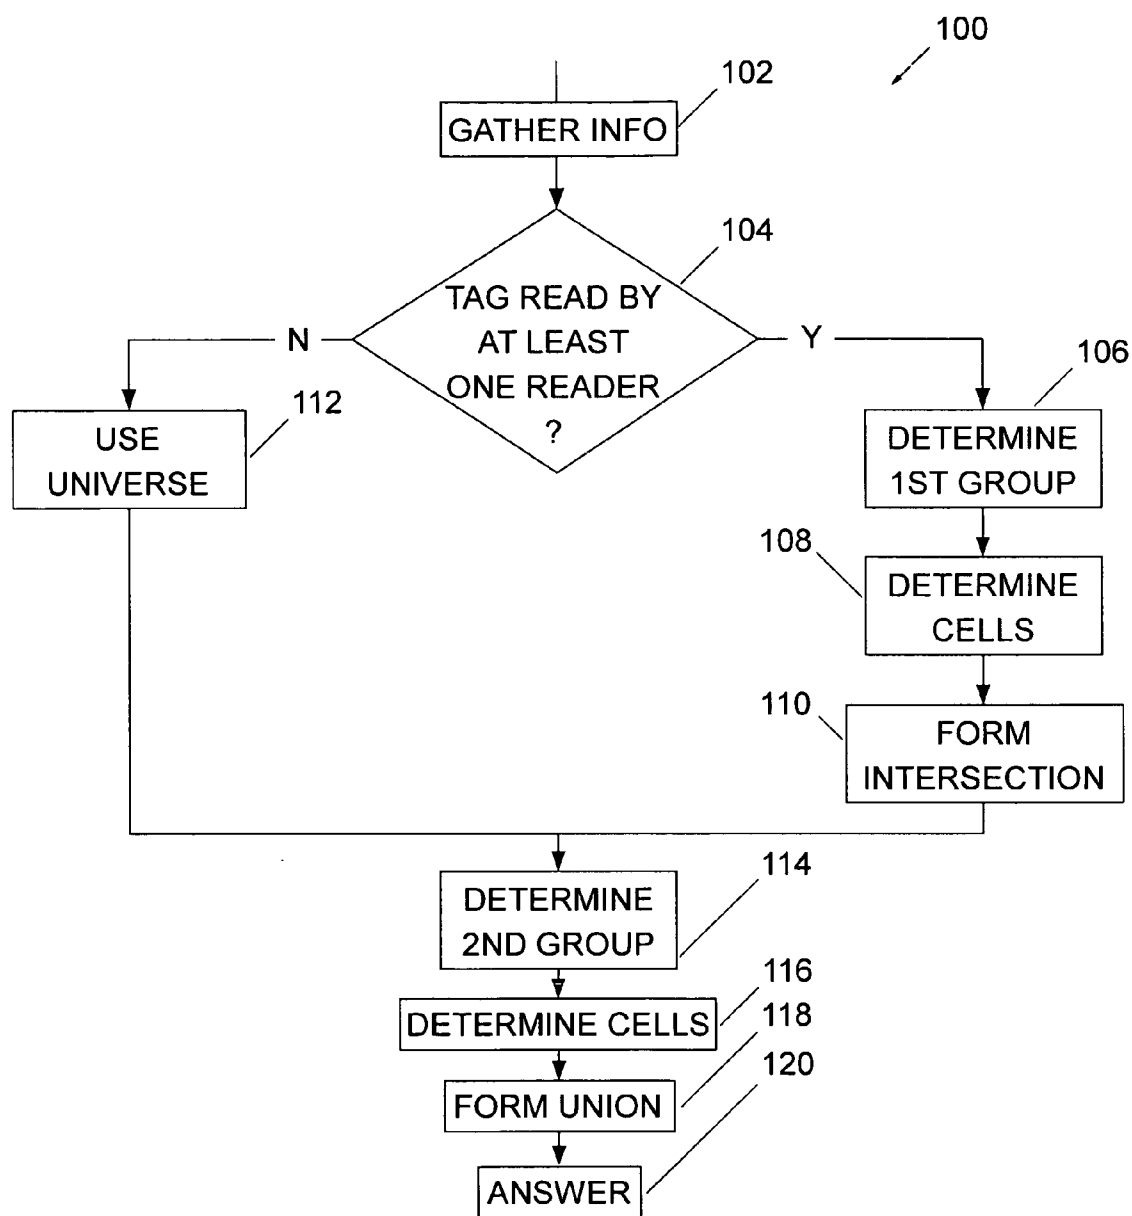 100
102
GATHER INFO
104
TAG READ BY
AT LEAST
ONE READER
?
N
Y
112
USE
UNIVERSE
106
DETERMINE
1ST GROUP
108
DETERMINE
CELLS
110
FORM
INTERSECTION
114
DETERMINE
2ND GROUP
116
DETERMINE CELLS
118
FORM UNION
120
ANSWER